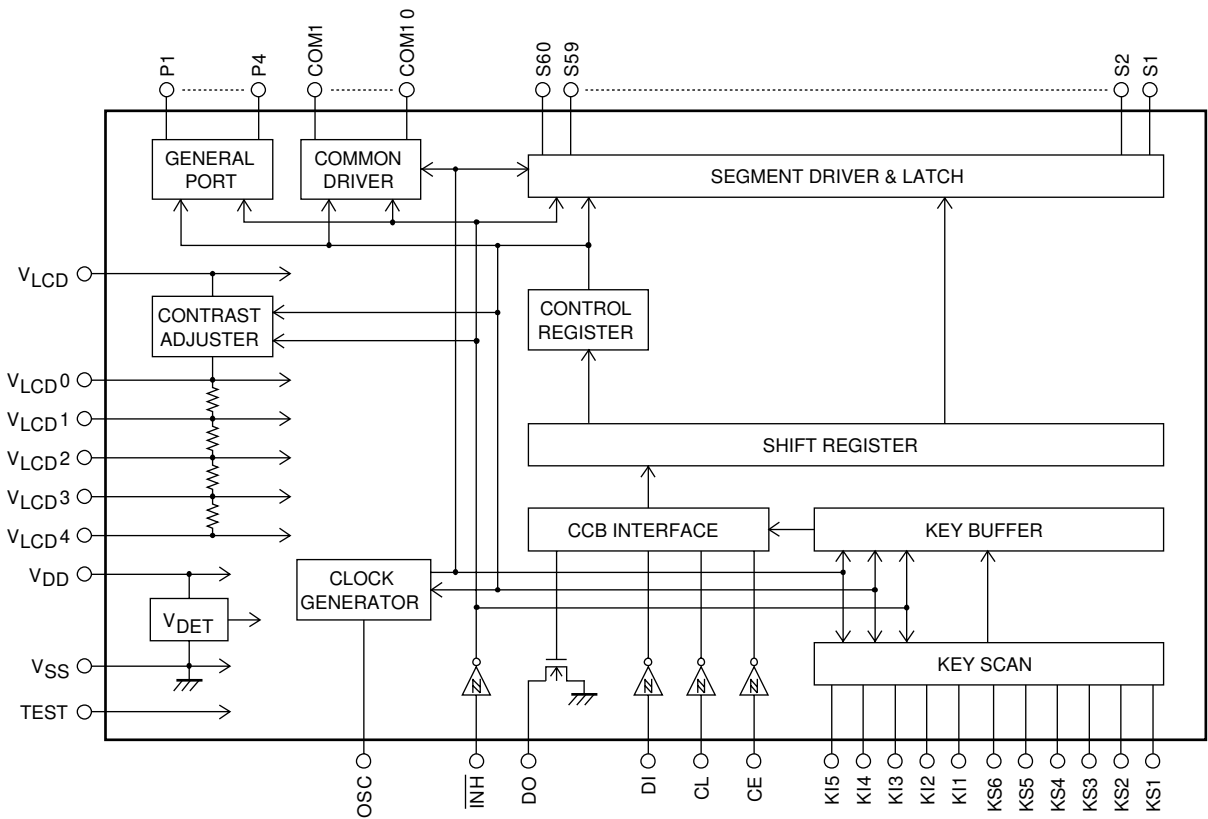 P1
P4
COM1
COM10
S60
S59
S2
S1
GENERAL
PORT
COMMON
DRIVER
SEGMENT DRIVER & LATCH
VLCD
CONTRAST
ADJUSTER
CONTROL
REGISTER
VLCD0
VLCD1
VLCD2
VLCD3
VLCD4
SHIFT REGISTER
CCB INTERFACE
KEY BUFFER
VDD
CLOCK
GENERATOR
VDET
VSS
KEY SCAN
TEST
OSC
INH
DO
DI
CL
CE
KI5
KI4
KI3
KI2
KI1
KS6
KS5
KS4
KS3
KS2
KS1